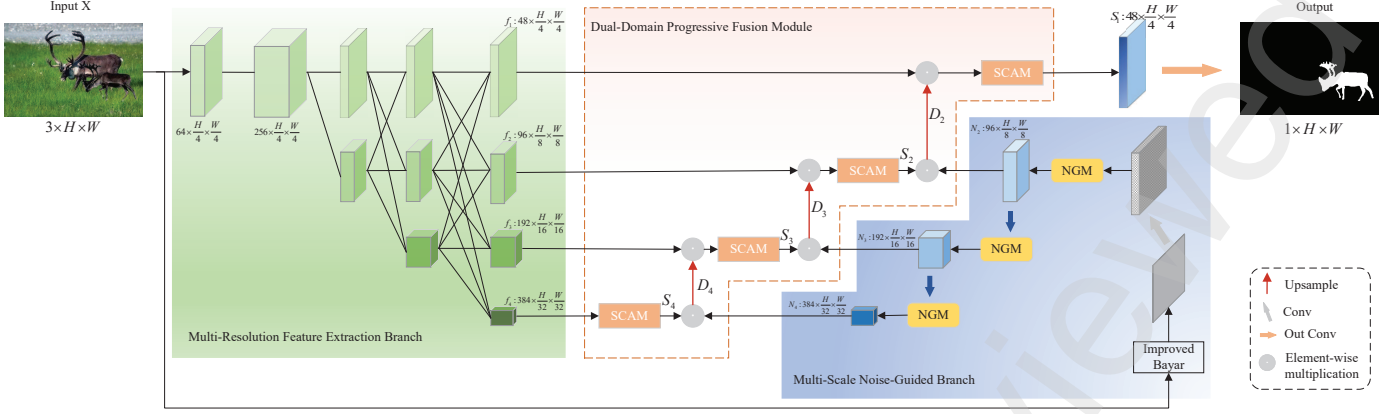 Input X
3×H×W
64×H/4×W/4
256×H/4×W/4
f₁:48×H/4×W/4
f₂:96×H/8×W/8
f₃:192×H/16×W/16
f₄:384×H/32×W/32
Multi-Resolution Feature Extraction Branch
Dual-Domain Progressive Fusion Module
SCAM
S₄
D₄
SCAM
S₃
D₃
SCAM
S₂
D₂
SCAM
S₁:48×H/4×W/4
Output
1×H×W
N₂:96×H/8×W/8
NGM
N₃:192×H/16×W/16
NGM
N₄:384×H/32×W/32
NGM
Improved
Bayar
Multi-Scale Noise-Guided Branch
Upsample
Conv
Out Conv
Element-wise
multiplication